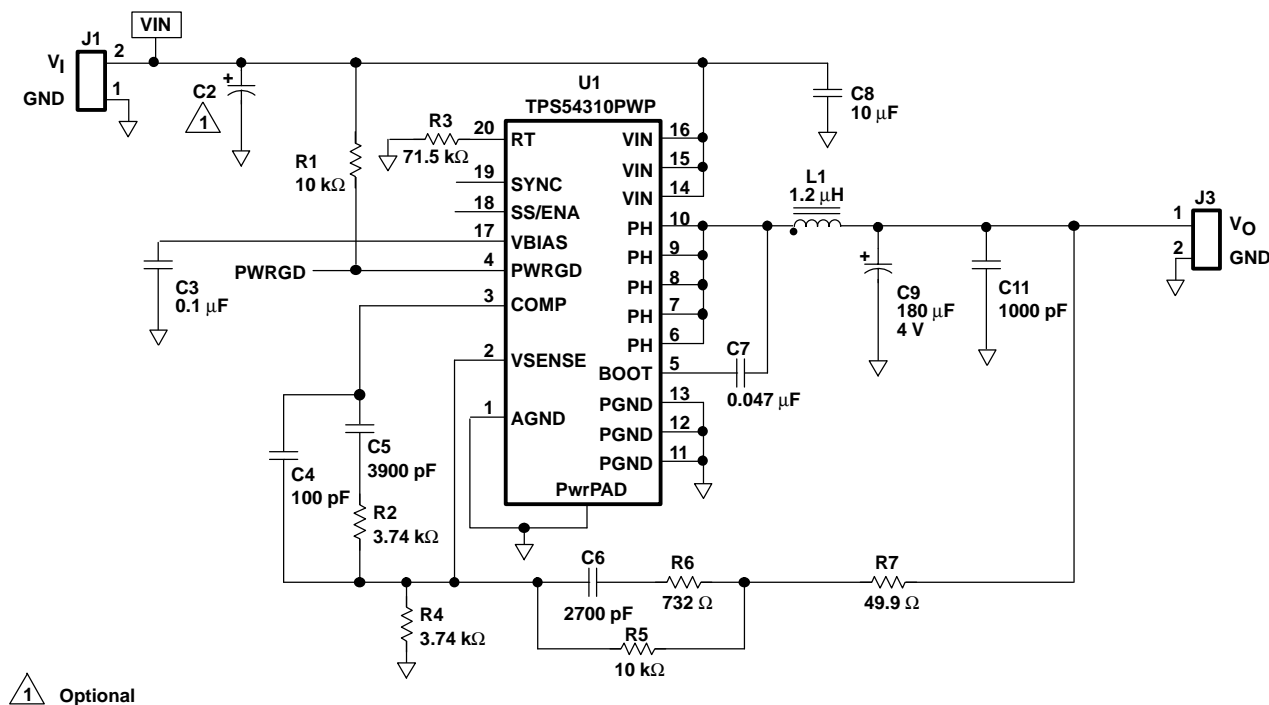 VIN
J1
V_I 2
GND 1
C2
+
1
R1
10 kΩ
U1
TPS54310PWP
R3
71.5 kΩ
20 RT
19 SYNC
18 SS/ENA
17 VBIAS
PWRGD 4 PWRGD
3 COMP
2 VSENSE
1 AGND
VIN 16
VIN 15
VIN 14
PH 10
PH 9
PH 8
PH 7
PH 6
BOOT 5
PGND 13
PGND 12
PGND 11
PwrPAD
C8
10 μF
L1
1.2 μH
J3
1 V_O
2 GND
+
C9
180 μF
4 V
C11
1000 pF
C7
0.047 μF
C3
0.1 μF
C4
100 pF
C5
3900 pF
R2
3.74 kΩ
R4
3.74 kΩ
C6
2700 pF
R6
732 Ω
R5
10 kΩ
R7
49.9 Ω
1 Optional